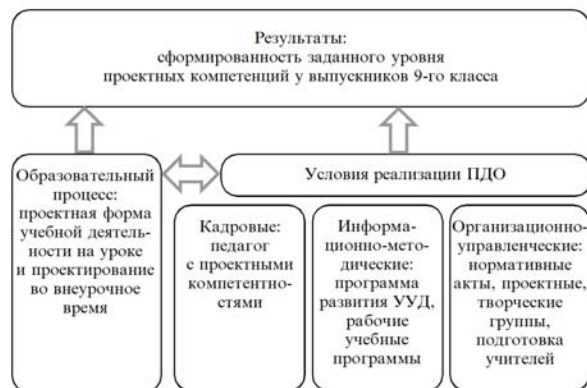 Результаты:
сформированность заданного уровня
проектных компетенций у выпускников 9-го класса
Образовательный
процесс:
проектная форма
учебной деятель-
ности на уроке
и проектирование
во внеурочное
время
Условия реализации ПДО
Кадровые:
педагог
с проектными
компетентно-
стями
Информа-
ционно-мето-
дические:
программа
развития УУД,
рабочие
учебные
программы
Организационно-
управленческие:
нормативные
акты, проектные,
творческие
группы,
подготовка
учителей